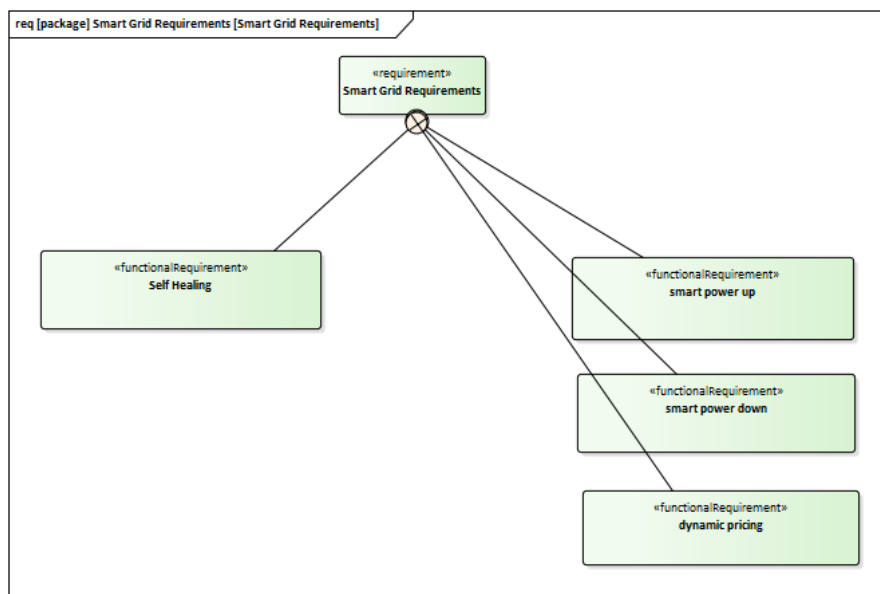 req [package] Smart Grid Requirements [Smart Grid Requirements]
«requirement»
Smart Grid Requirements
«functionalRequirement»
Self Healing
«functionalRequirement»
smart power up
«functionalRequirement»
smart power down
«functionalRequirement»
dynamic pricing